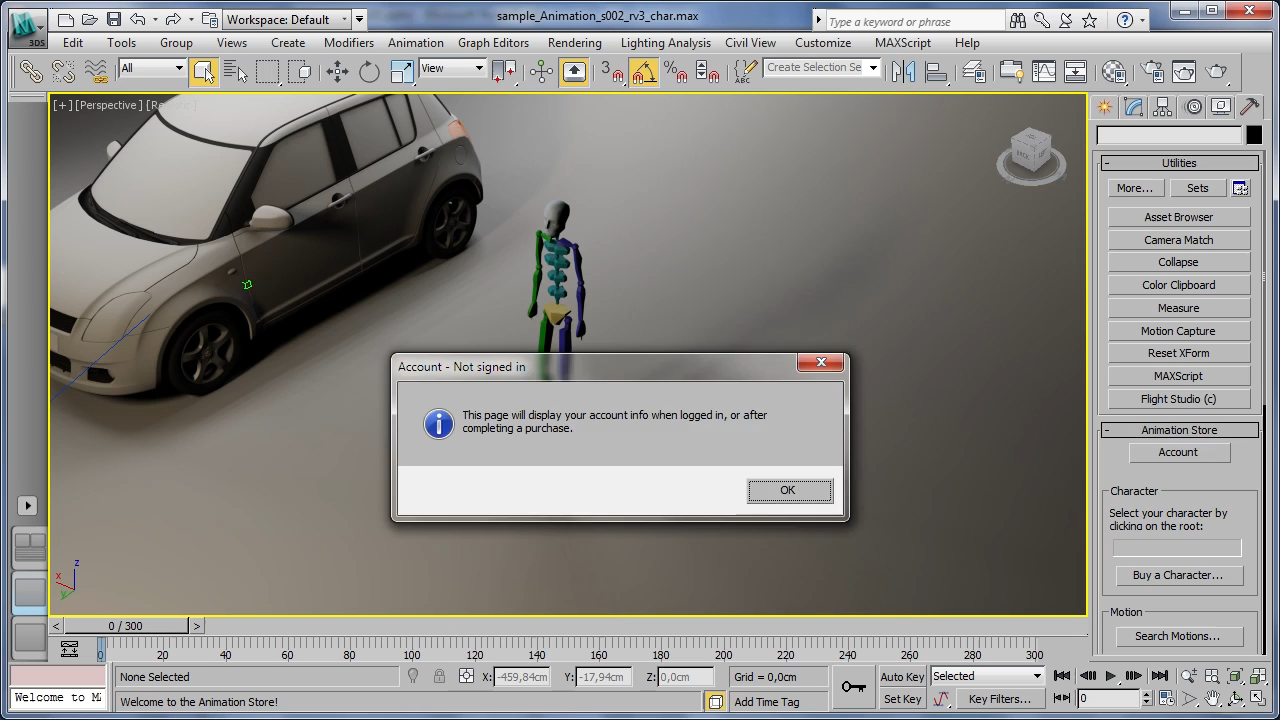 Workspace: Default
sample_Animation_s002_rv3_char.max
Type a keyword or phrase
3DS
Edit Tools Group Views Create Modifiers Animation Graph Editors Rendering Lighting Analysis Civil View Customize MAXScript Help
All
View
3
%
ABC
Create Selection Se
[+] [Perspective ]
Utilities
More... Sets
Asset Browser
Camera Match
Collapse
Color Clipboard
Measure
Motion Capture
Reset XForm
MAXScript
Flight Studio (c)
Animation Store
Account
Character
Select your character by
clicking on the root:
Buy a Character...
Motion
Search Motions...
Account - Not signed in
This page will display your account info when logged in, or after
completing a purchase.
OK
z
x
y
< 0 / 300 >
0 20 40 60 80 100 120 140 160 180 200 220 240 260 280 300
None Selected
X: -459,84cm Y: -17,94cm Z: 0,0cm
Grid = 0,0cm
Auto Key
Selected
Welcome to M
Welcome to the Animation Store!
Add Time Tag
Set Key
Key Filters...
0